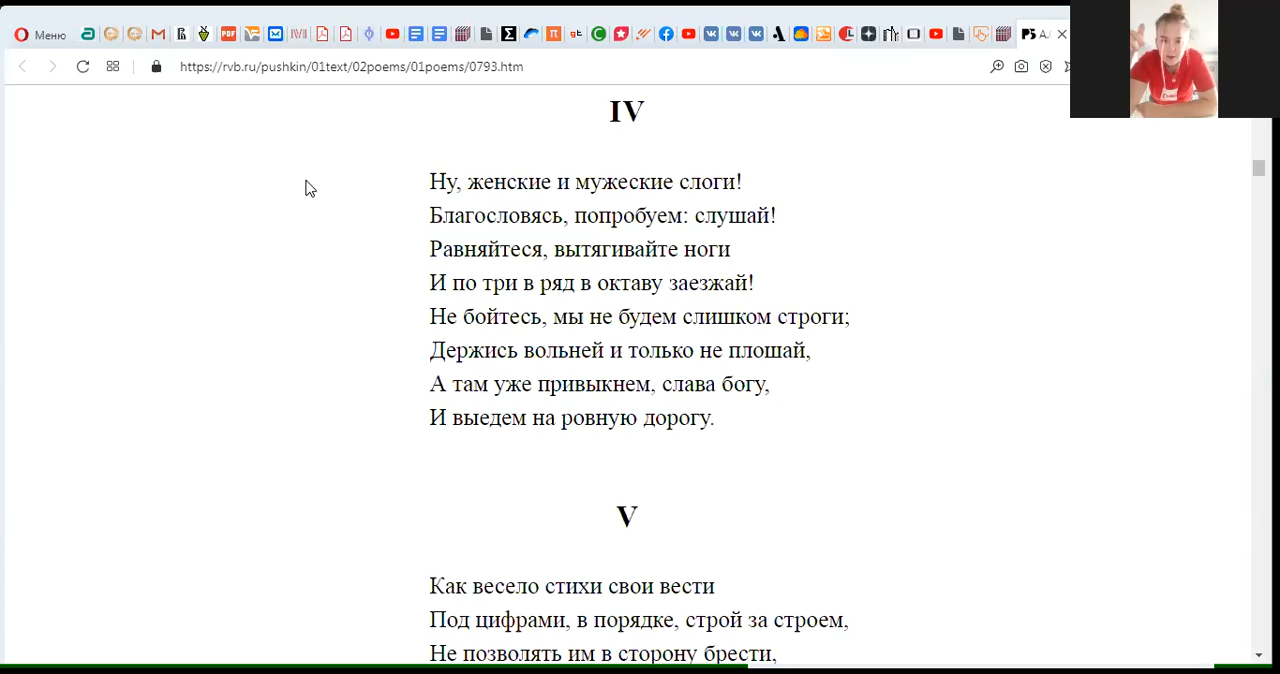 Меню
https://rvb.ru/pushkin/01text/02poems/01poems/0793.htm
IV
Ну, женские и мужеские слоги!
Благословясь, попробуем: слушай!
Равняйтеся, вытягивайте ноги
И по три в ряд в октаву заезжай!
Не бойтесь, мы не будем слишком строги;
Держись вольней и только не плошай,
А там уже привыкнем, слава богу,
И выедем на ровную дорогу.
V
Как весело стихи свои вести
Под цифрами, в порядке, строй за строем,
Не позволять им в сторону брести,